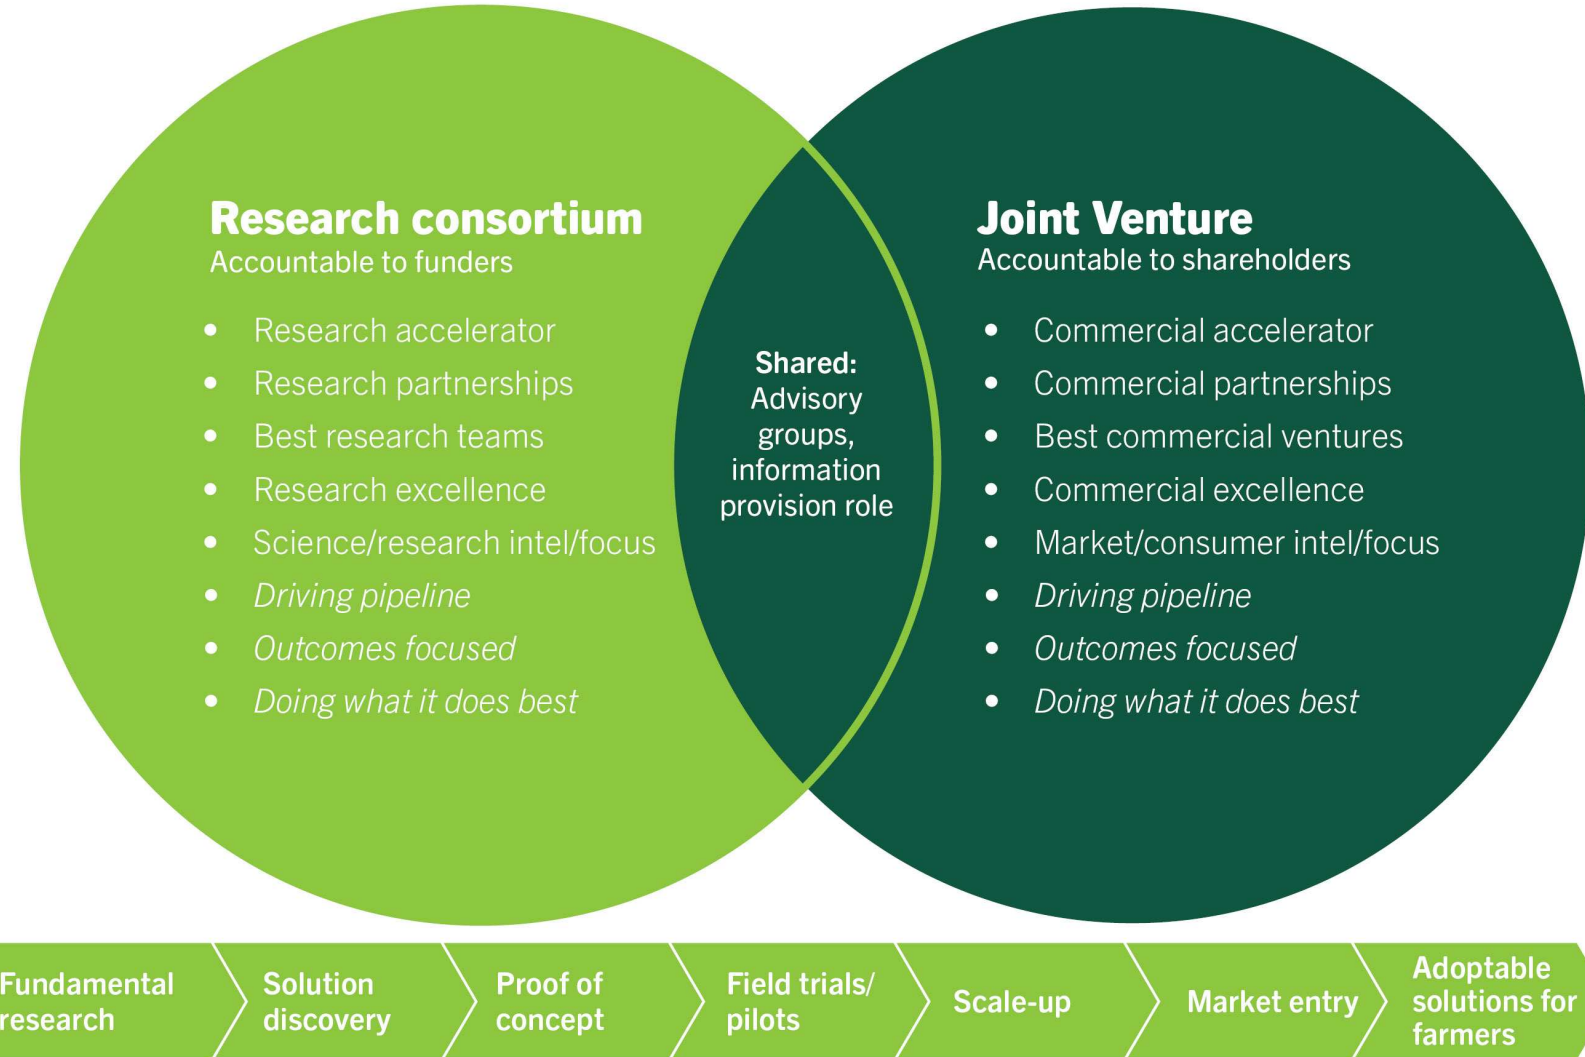 Research consortium
Accountable to funders
• Research accelerator
• Research partnerships
• Best research teams
• Research excellence
• Science/research intel/focus
• Driving pipeline
• Outcomes focused
• Doing what it does best
Shared:
Advisory
groups,
information
provision role
Joint Venture
Accountable to shareholders
• Commercial accelerator
• Commercial partnerships
• Best commercial ventures
• Commercial excellence
• Market/consumer intel/focus
• Driving pipeline
• Outcomes focused
• Doing what it does best
Fundamental
research
Solution
discovery
Proof of
concept
Field trials/
pilots
Scale-up
Market entry
Adoptable
solutions for
farmers